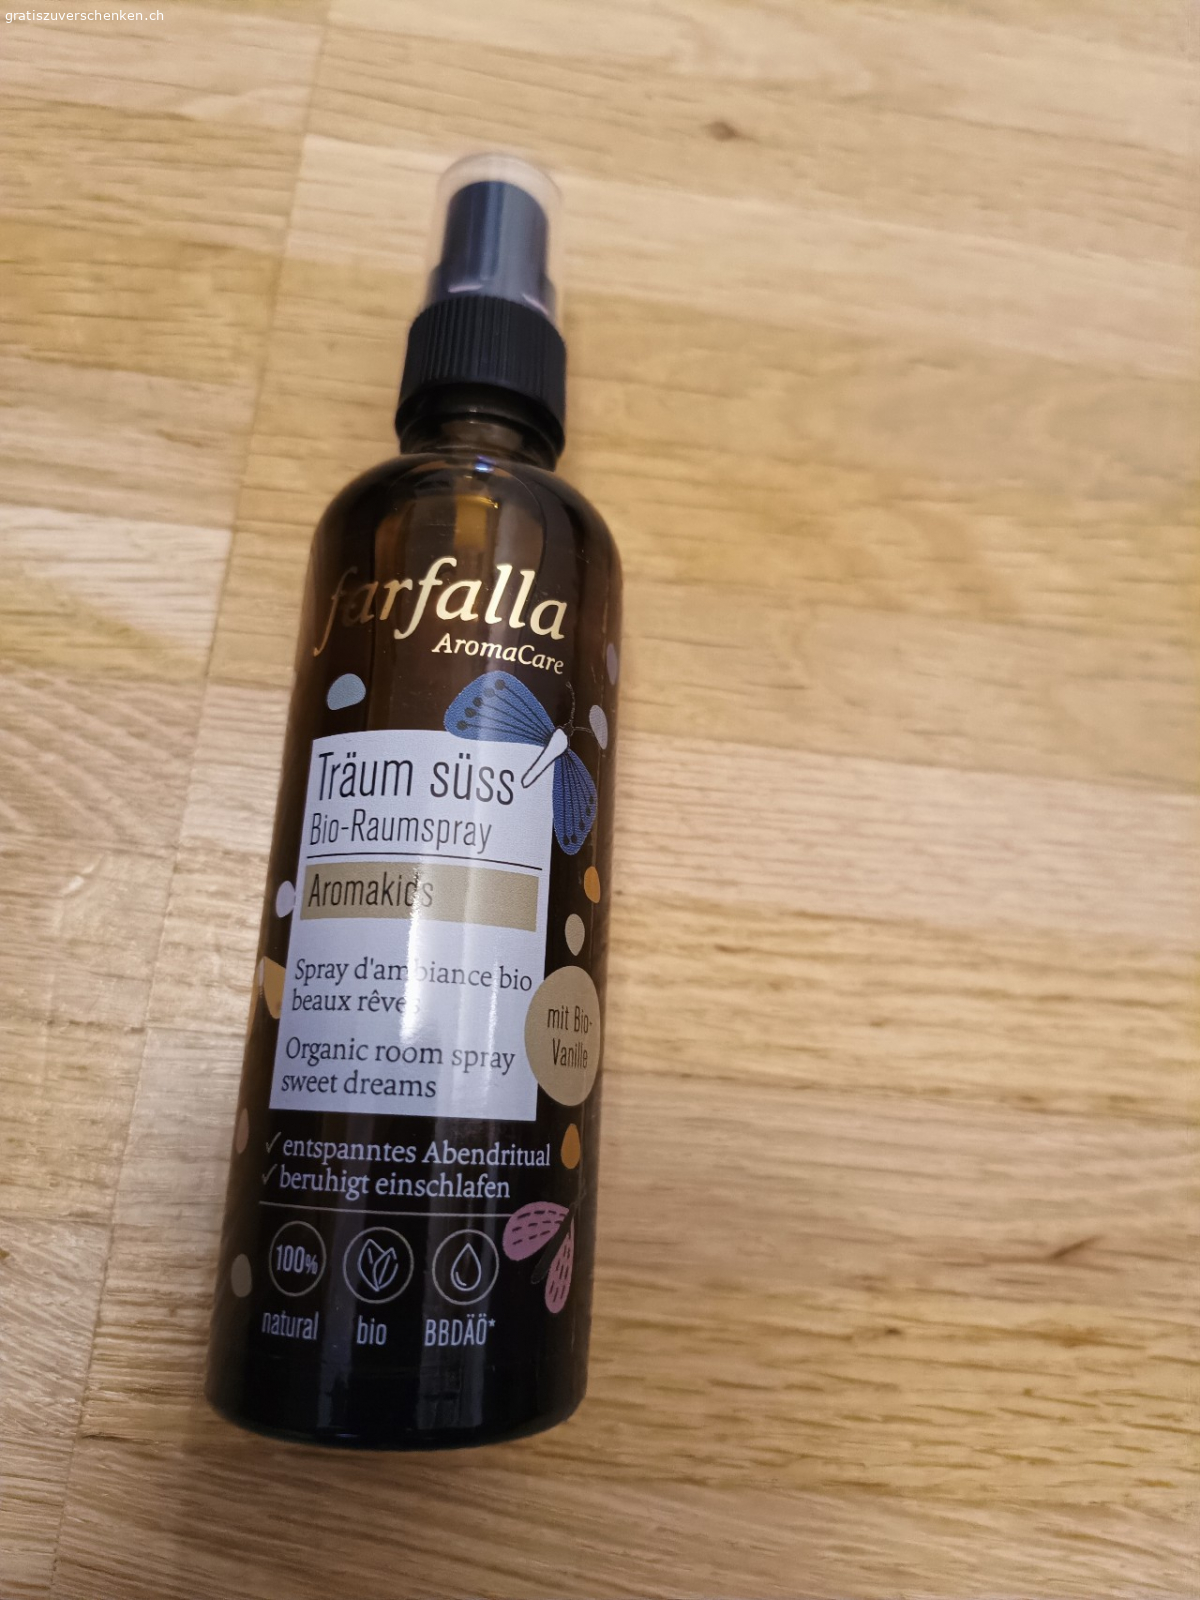 gratiszuverschenken.ch
farfalla
AromaCare
Träum süss
Bio-Raumspray
Aromakids
Spray d'ambiance bio
beaux rêves
Organic room spray
sweet dreams
mit Bio-
Vanille
✓ entspanntes Abendritual
✓ beruhigt einschlafen
100%
natural bio BBDÄÖ*